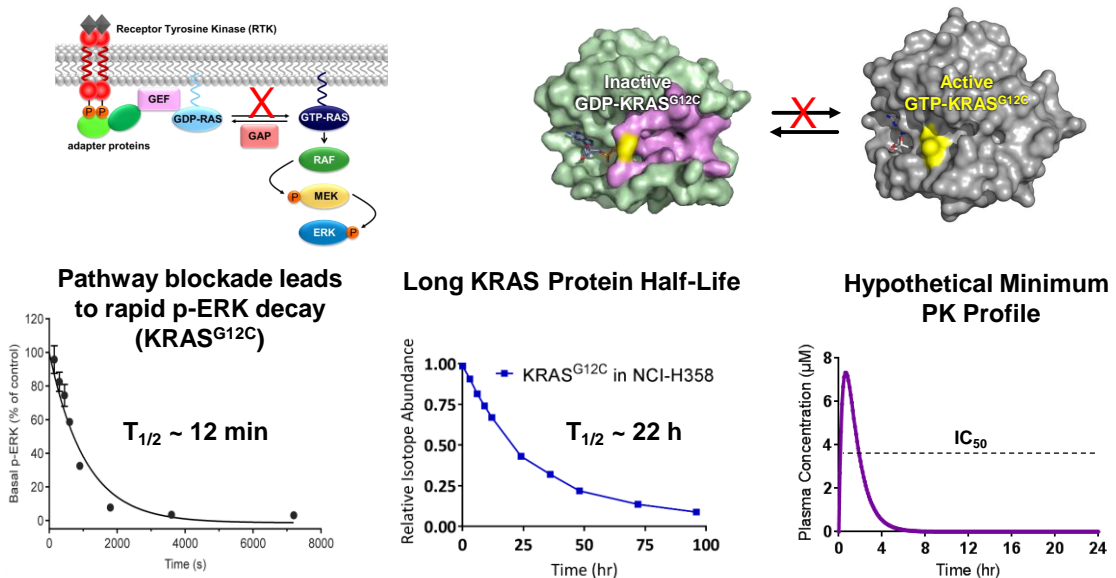 Receptor Tyrosine Kinase (RTK)
P
P
GEF
GDP-RAS
X
GTP-RAS
GAP
adapter proteins
RAF
P
MEK
ERK
P
Inactive
GDP-KRASG12C
X
Active
GTP-KRASG12C
Pathway blockade leads
to rapid p-ERK decay
(KRASG12C)
Basal p-ERK (% of control)
120
100
80
60
40
20
0
T1/2 ~ 12 min
0
2000
4000
6000
8000
Time (s)
Long KRAS Protein Half-Life
Relative Isotope Abundance
1.00
0.75
0.50
0.25
0.00
KRASG12C in NCI-H358
T1/2 ~ 22 h
0
25
50
75
100
Time (hr)
Hypothetical Minimum
PK Profile
Plasma Concentration (µM)
8
6
4
2
0
IC50
0
4
8
12
16
20
24
Time (hr)